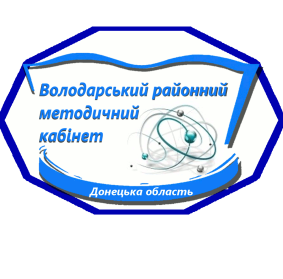 Володарський районний
методичний
кабінет
Донецька область